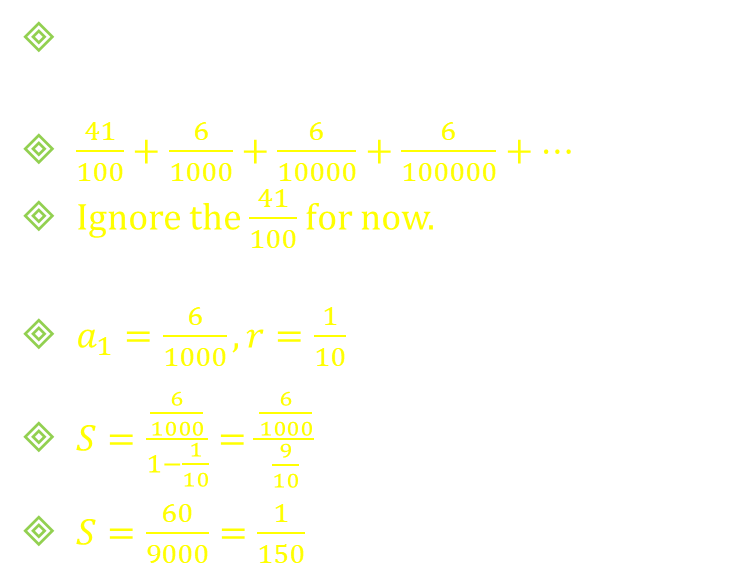 41/100 + 6/1000 + 6/10000 + 6/100000 + ⋯
Ignore the 41/100 for now.
a₁ = 6/1000, r = 1/10
S = (6/1000)/(1−1/10) = (6/1000)/(9/10)
S = 60/9000 = 1/150